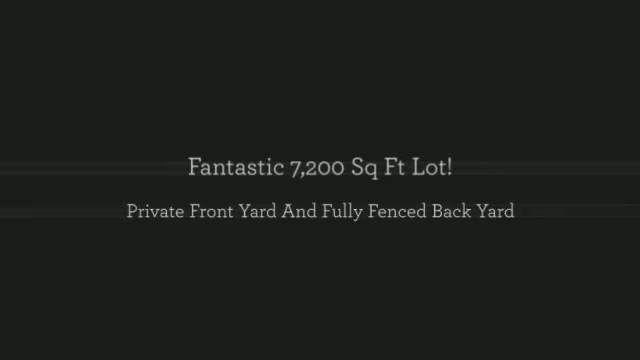 Fantastic 7,200 Sq Ft Lot!
Private Front Yard And Fully Fenced Back Yard